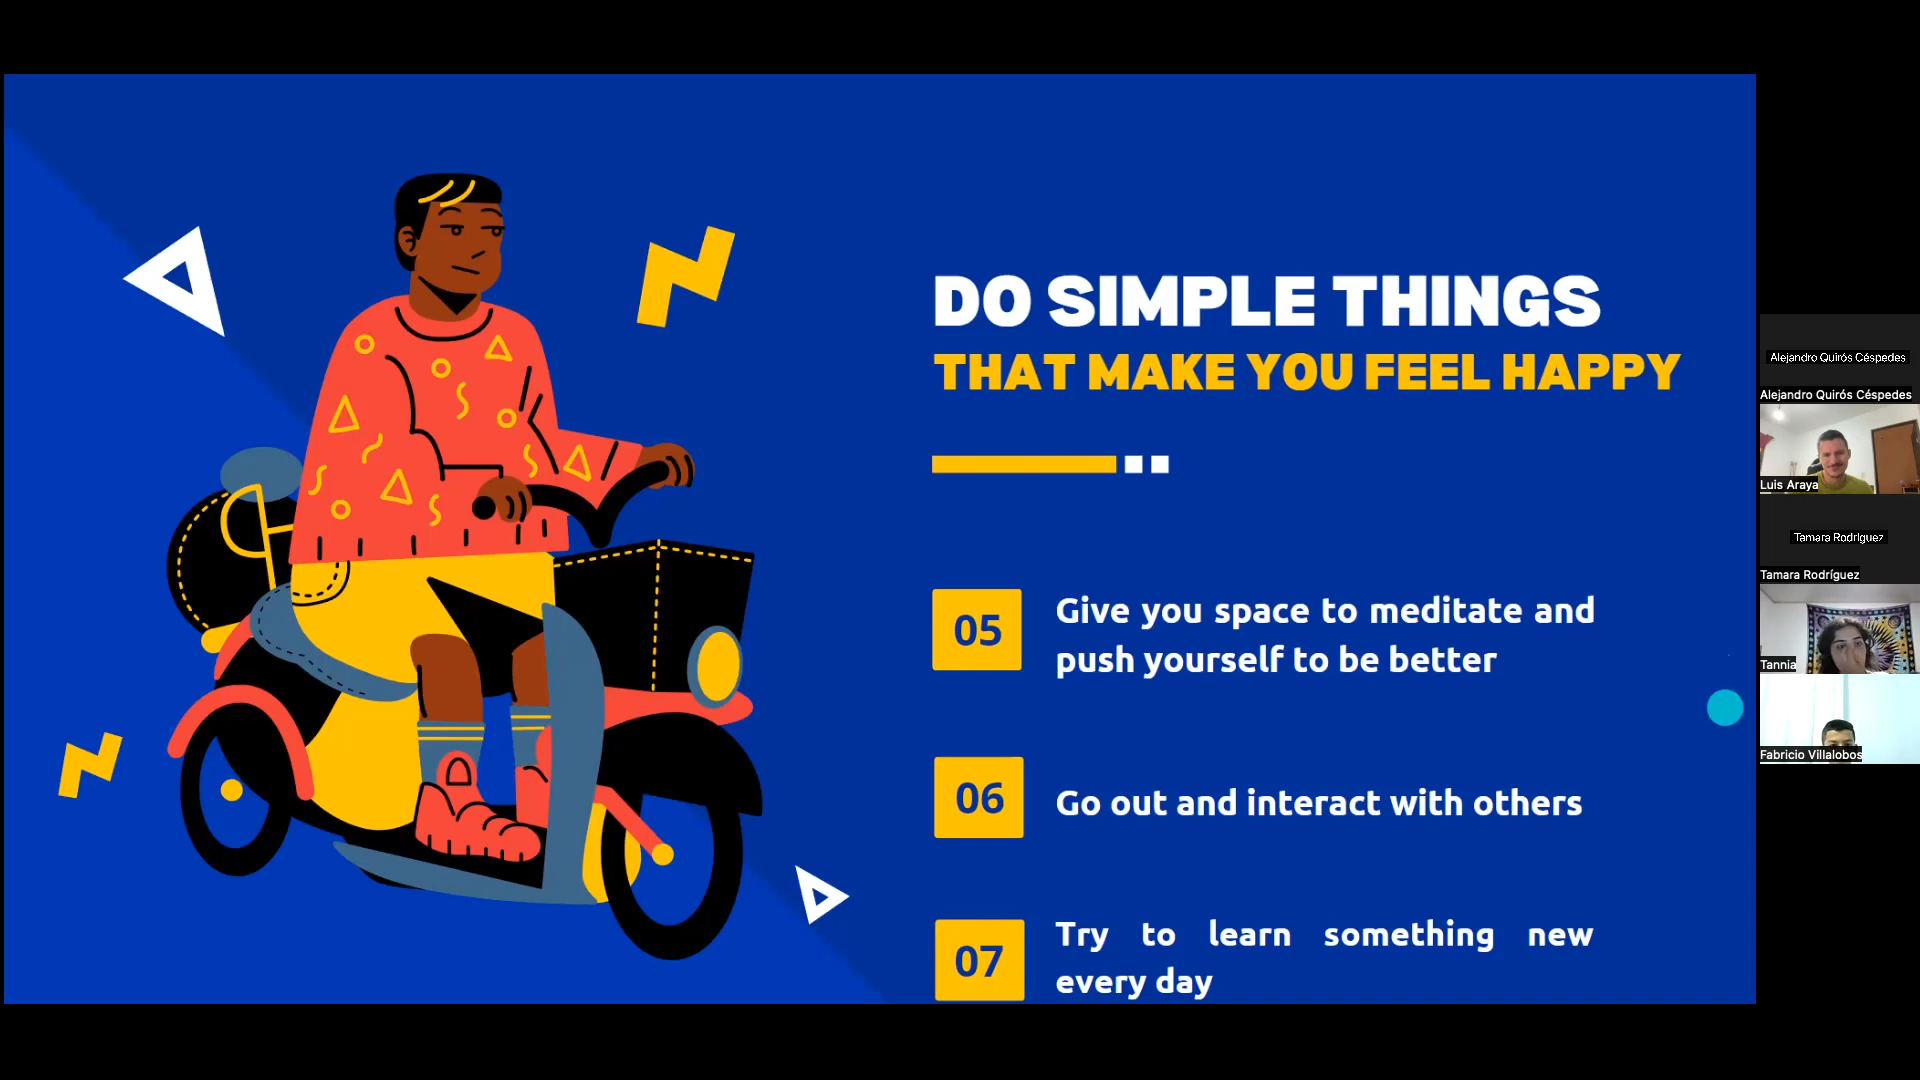 DO SIMPLE THINGS
THAT MAKE YOU FEEL HAPPY
05
Give you space to meditate and
push yourself to be better
06
Go out and interact with others
07
Try to learn something new
every day
Alejandro Quirós Céspedes
Alejandro Quirós Céspedes
Luis Araya
Tamara Rodríguez
Tamara Rodríguez
Tannia
Fabricio Villalobos